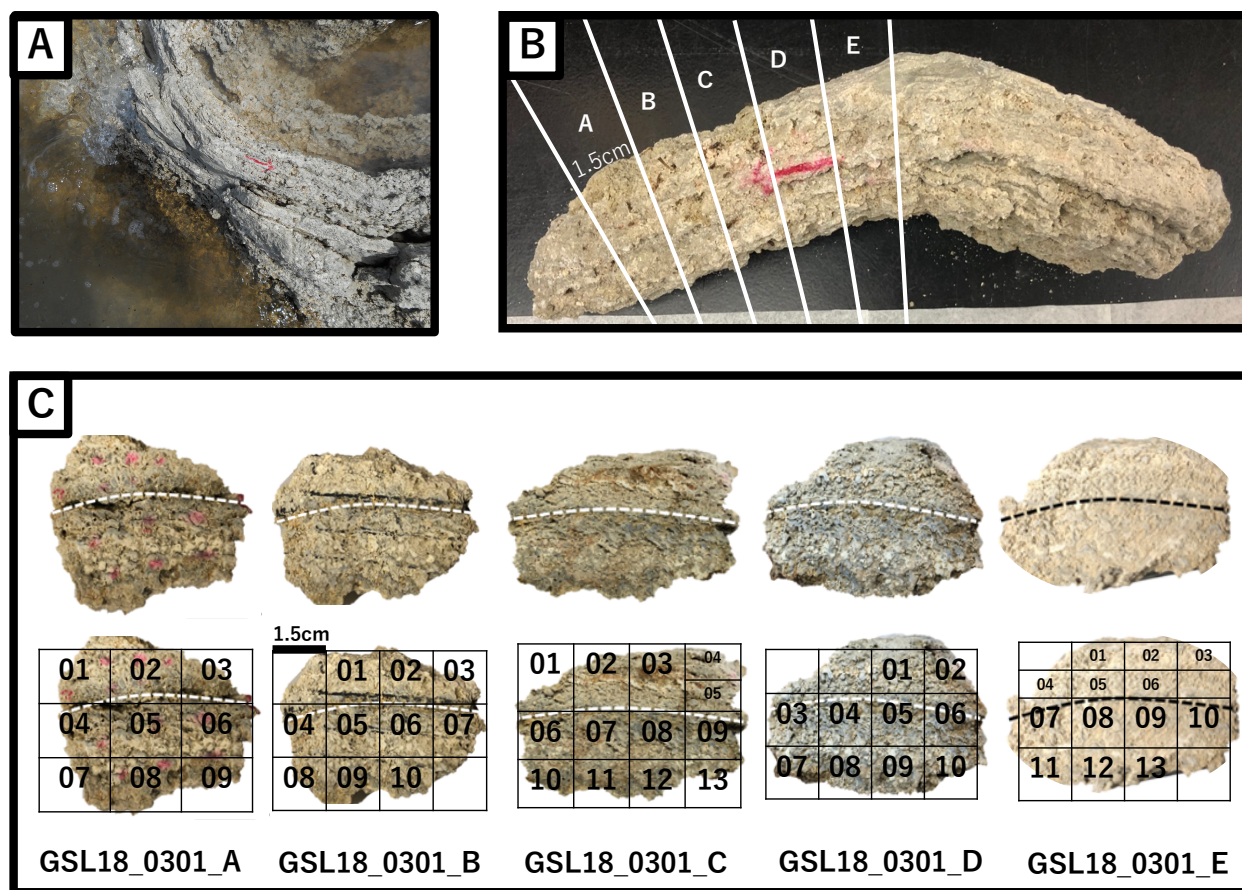 A
B
A
B
C
D
E
1.5cm
C
1.5cm
01 02 03
04 05 06
07 08 09
01 02 03
04 05 06 07
08 09 10
01 02 03 04
05
06 07 08 09
10 11 12 13
01 02
03 04 05 06
07 08 09 10
01 02 03
04 05 06
07 08 09 10
11 12 13
GSL18_0301_A
GSL18_0301_B
GSL18_0301_C
GSL18_0301_D
GSL18_0301_E